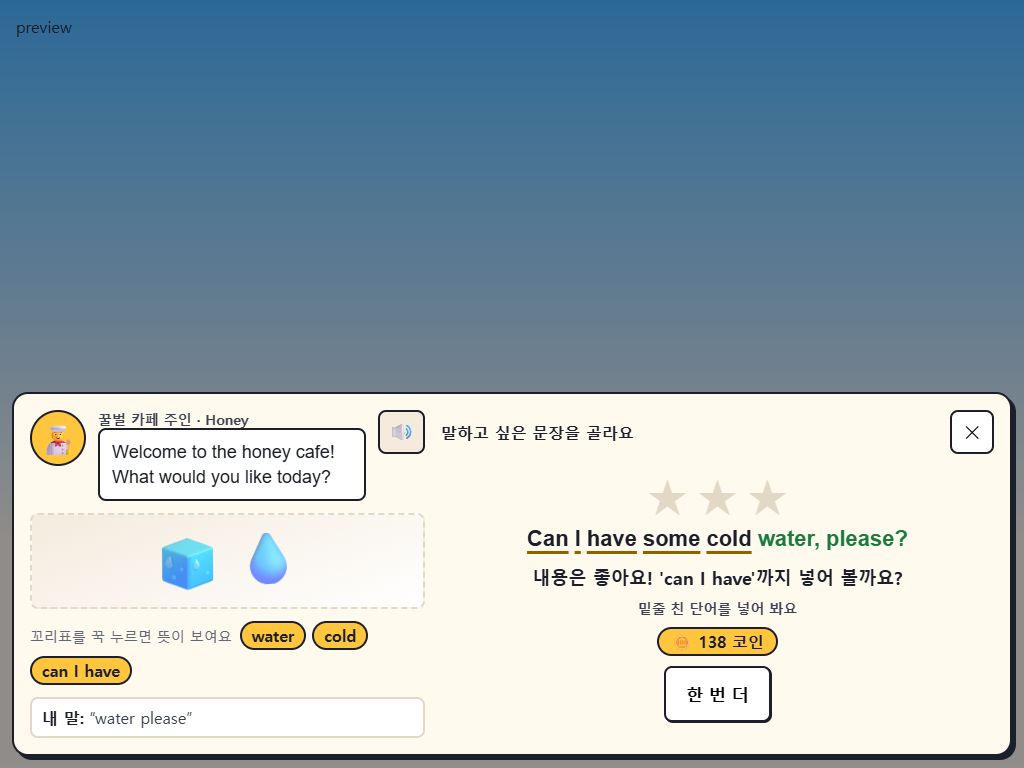 preview
꿀벌 카페 주인 · Honey
Welcome to the honey cafe!
What would you like today?
말하고 싶은 문장을 골라요
꼬리표를 꾹 누르면 뜻이 보여요 water cold
can I have
내 말: “water please”
Can I have some cold water, please?
내용은 좋아요! 'can I have'까지 넣어 볼까요?
밑줄 친 단어를 넣어 봐요
138 코인
한 번 더